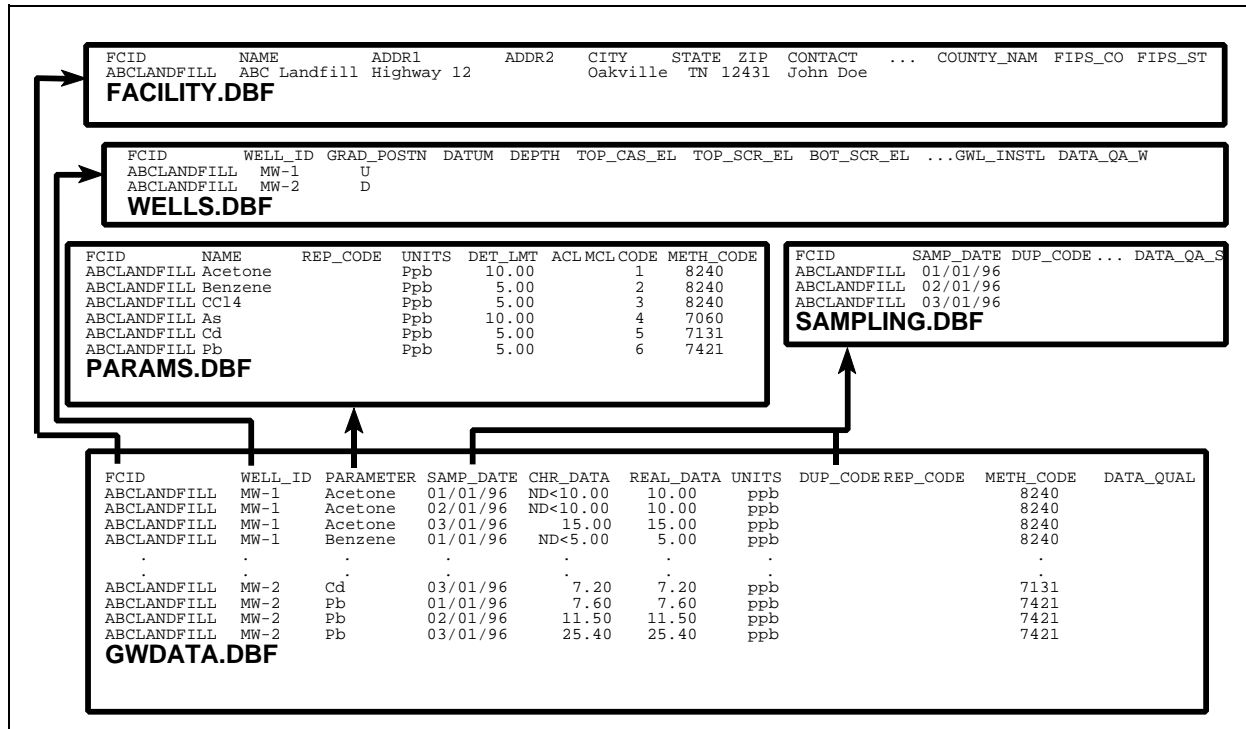 FCID NAME ADDR1 ADDR2 CITY STATE ZIP CONTACT ... COUNTY_NAM FIPS_CO FIPS_ST
ABCLANDFILL ABC Landfill Highway 12 Oakville TN 12431 John Doe
FACILITY.DBF
FCID WELL_ID GRAD_POSTN DATUM DEPTH TOP_CAS_EL TOP_SCR_EL BOT_SCR_EL ...GWL_INSTL DATA_QA_W
ABCLANDFILL MW-1 U
ABCLANDFILL MW-2 D
WELLS.DBF
FCID NAME REP_CODE UNITS DET_LMT ACL MCL CODE METH_CODE
ABCLANDFILL Acetone Ppb 10.00 1 8240
ABCLANDFILL Benzene Ppb 5.00 2 8240
ABCLANDFILL CCl4 Ppb 5.00 3 8240
ABCLANDFILL As Ppb 10.00 4 7060
ABCLANDFILL Cd Ppb 5.00 5 7131
ABCLANDFILL Pb Ppb 5.00 6 7421
PARAMS.DBF
FCID SAMP_DATE DUP_CODE ... DATA_QA_S
ABCLANDFILL 01/01/96
ABCLANDFILL 02/01/96
ABCLANDFILL 03/01/96
SAMPLING.DBF
FCID WELL_ID PARAMETER SAMP_DATE CHR_DATA REAL_DATA UNITS DUP_CODE REP_CODE METH_CODE DATA_QUAL
ABCLANDFILL MW-1 Acetone 01/01/96 ND<10.00 10.00 ppb 8240
ABCLANDFILL MW-1 Acetone 02/01/96 ND<10.00 10.00 ppb 8240
ABCLANDFILL MW-1 Acetone 03/01/96 15.00 15.00 ppb 8240
ABCLANDFILL MW-1 Benzene 01/01/96 ND<5.00 5.00 ppb 8240
. . . . . . . .
. . . . . . . .
ABCLANDFILL MW-2 Cd 03/01/96 7.20 7.20 ppb 7131
ABCLANDFILL MW-2 Pb 01/01/96 7.60 7.60 ppb 7421
ABCLANDFILL MW-2 Pb 02/01/96 11.50 11.50 ppb 7421
ABCLANDFILL MW-2 Pb 03/01/96 25.40 25.40 ppb 7421
GWDATA.DBF